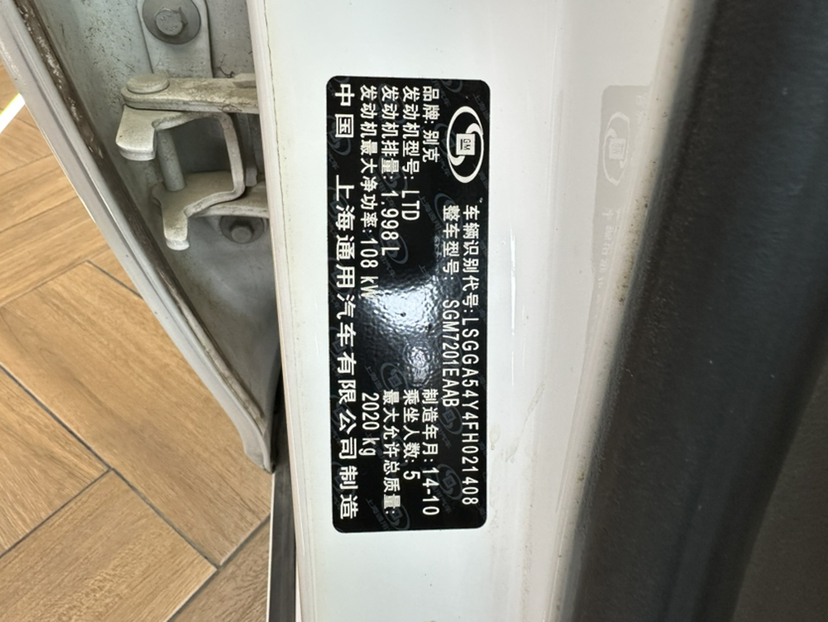 GM
车辆识别代号: LSGGA54Y4FH021408
整车型号: SGM7201EAAB
品牌: 别克 制造年月: 14-10
发动机型号: LTD 乘坐人数: 5
发动机排量: 1.998L 最大允许总质量:
发动机最大净功率: 108 kW 2020 kg
中国 上海通用汽车有限公司制造